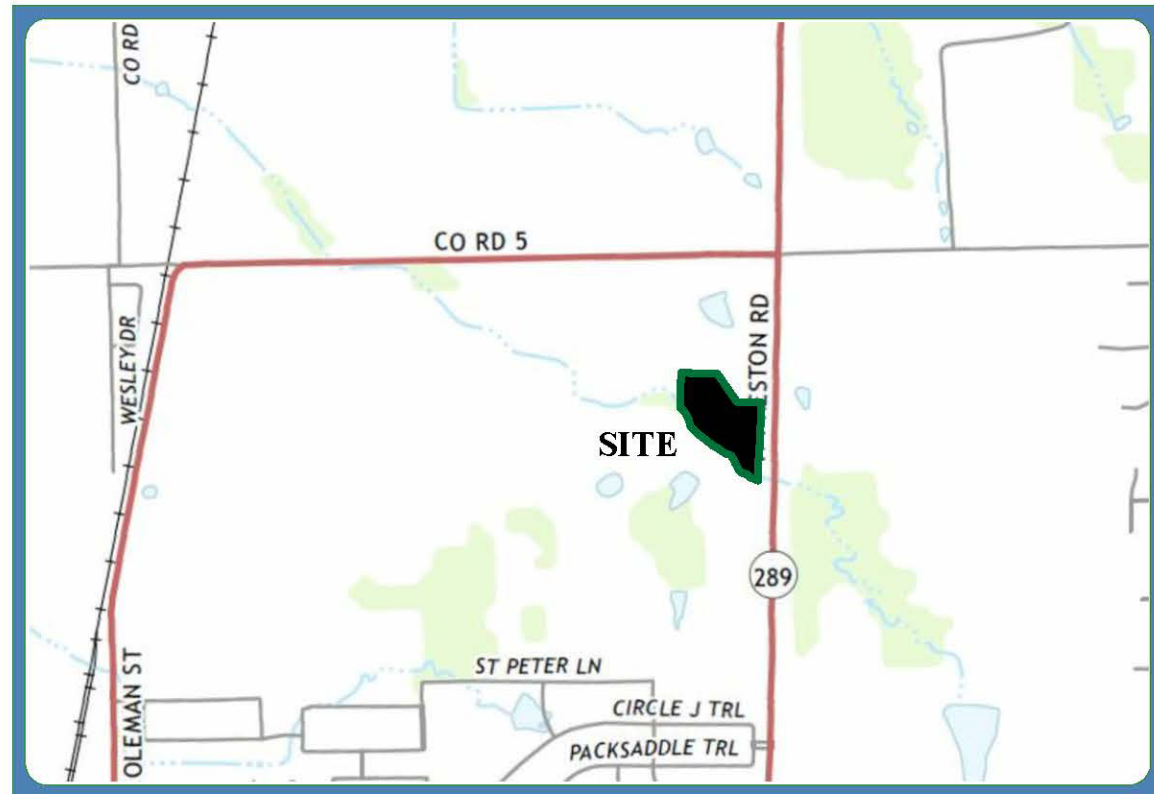 CO RD
CO RD 5
WESLEY DR
ESTON RD
SITE
289
ST PETER LN
OLEMAN ST
CIRCLE J TRL
PACKSADDLE TRL